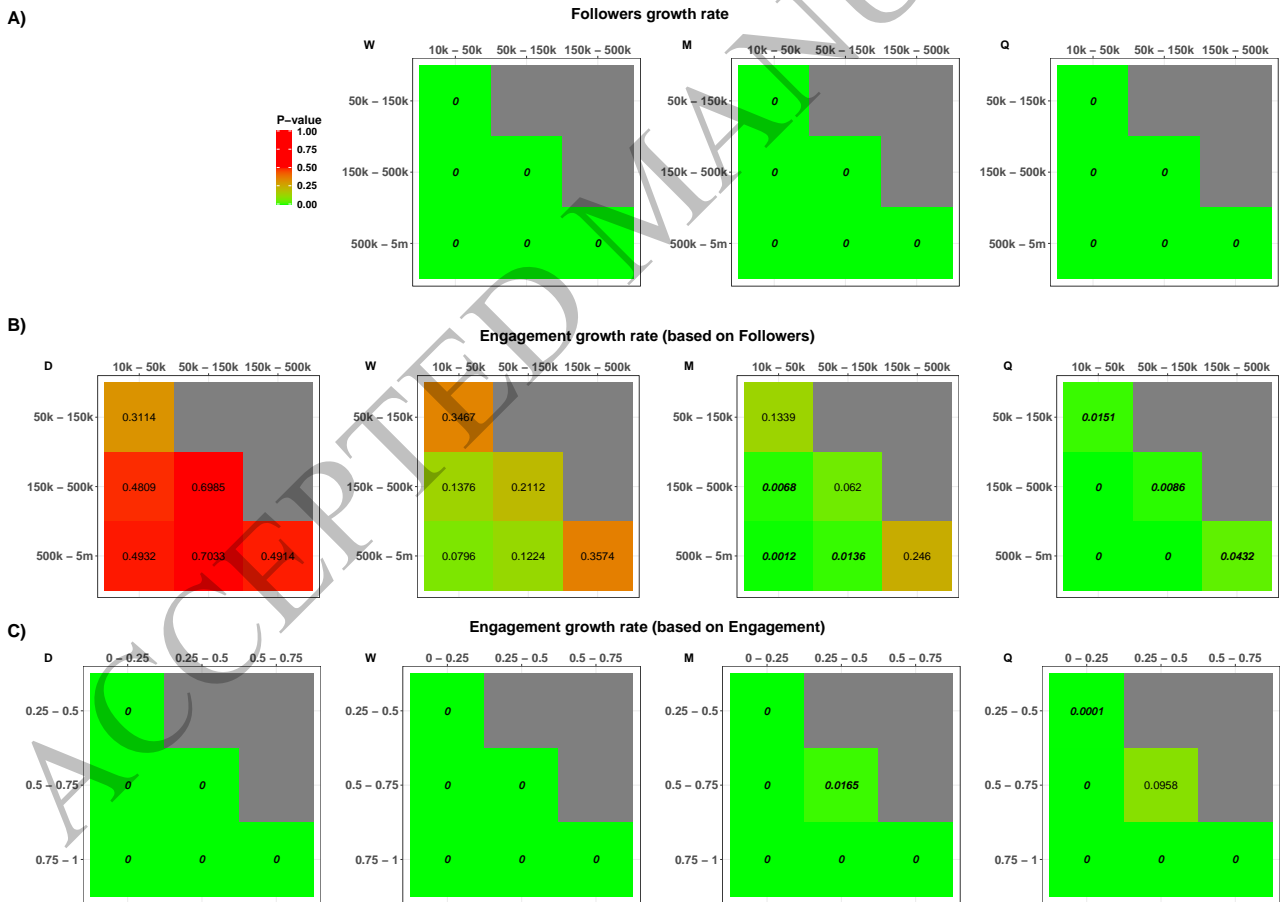 A)
Followers growth rate
W
10k – 50k 50k – 150k 150k – 500k
M
10k – 50k 50k – 150k 150k – 500k
Q
10k – 50k 50k – 150k 150k – 500k
P–value
1.00
0.75
0.50
0.25
0.00
50k – 150k 0 50k – 150k 0 50k – 150k 0
150k – 500k 0 0 150k – 500k 0 0 150k – 500k 0 0
500k – 5m 0 0 0 500k – 5m 0 0 0 500k – 5m 0 0 0
B)
Engagement growth rate (based on Followers)
D
10k – 50k 50k – 150k 150k – 500k
W
10k – 50k 50k – 150k 150k – 500k
M
10k – 50k 50k – 150k 150k – 500k
Q
10k – 50k 50k – 150k 150k – 500k
50k – 150k 0.3114 50k – 150k 0.3467 50k – 150k 0.1339 50k – 150k 0.0151
150k – 500k 0.4809 0.6985 150k – 500k 0.1376 0.2112 150k – 500k 0.0068 0.062 150k – 500k 0 0.0086
500k – 5m 0.4932 0.7033 0.4914 500k – 5m 0.0796 0.1224 0.3574 500k – 5m 0.0012 0.0136 0.246 500k – 5m 0 0 0.0432
C)
Engagement growth rate (based on Engagement)
D
0 – 0.25 0.25 – 0.5 0.5 – 0.75
W
0 – 0.25 0.25 – 0.5 0.5 – 0.75
M
0 – 0.25 0.25 – 0.5 0.5 – 0.75
Q
0 – 0.25 0.25 – 0.5 0.5 – 0.75
0.25 – 0.5 0 0.25 – 0.5 0 0.25 – 0.5 0 0.25 – 0.5 0.0001
0.5 – 0.75 0 0 0.5 – 0.75 0 0 0.5 – 0.75 0 0.0165 0.5 – 0.75 0 0.0958
0.75 – 1 0 0 0 0.75 – 1 0 0 0 0.75 – 1 0 0 0 0.75 – 1 0 0 0
ACCEPTED MANU